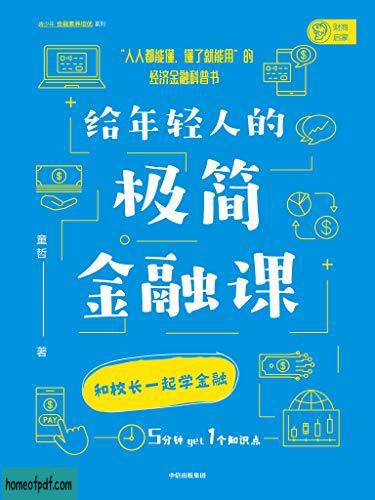 青少年 金融素养培优 系列
财商
启蒙
“人人都能懂，懂了就能用”的
经济金融科普书
给年轻人的
极简
金融课
童哲
著
和校长一起学金融
5分钟 get 1个知识点
PAY
中信出版集团
homeofpdf.com